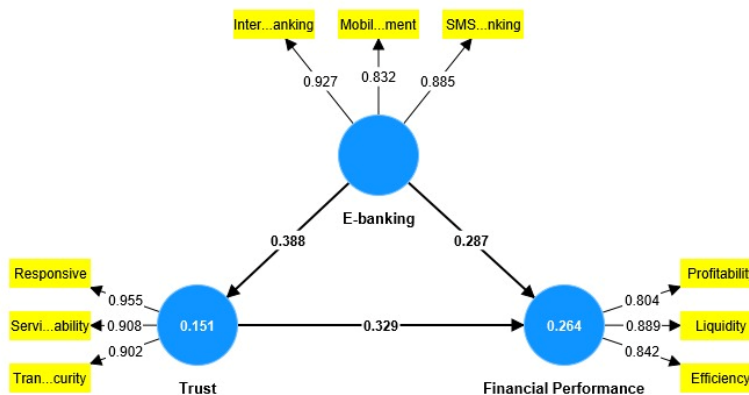 Inter...anking
Mobil...ment
SMS...nking
0.927
0.832
0.885
E-banking
0.388
0.287
Responsive
Servi...ability
Tran...curity
0.955
0.908
0.902
0.151
Trust
0.329
0.264
Financial Performance
0.804
0.889
0.842
Profitability
Liquidity
Efficiency